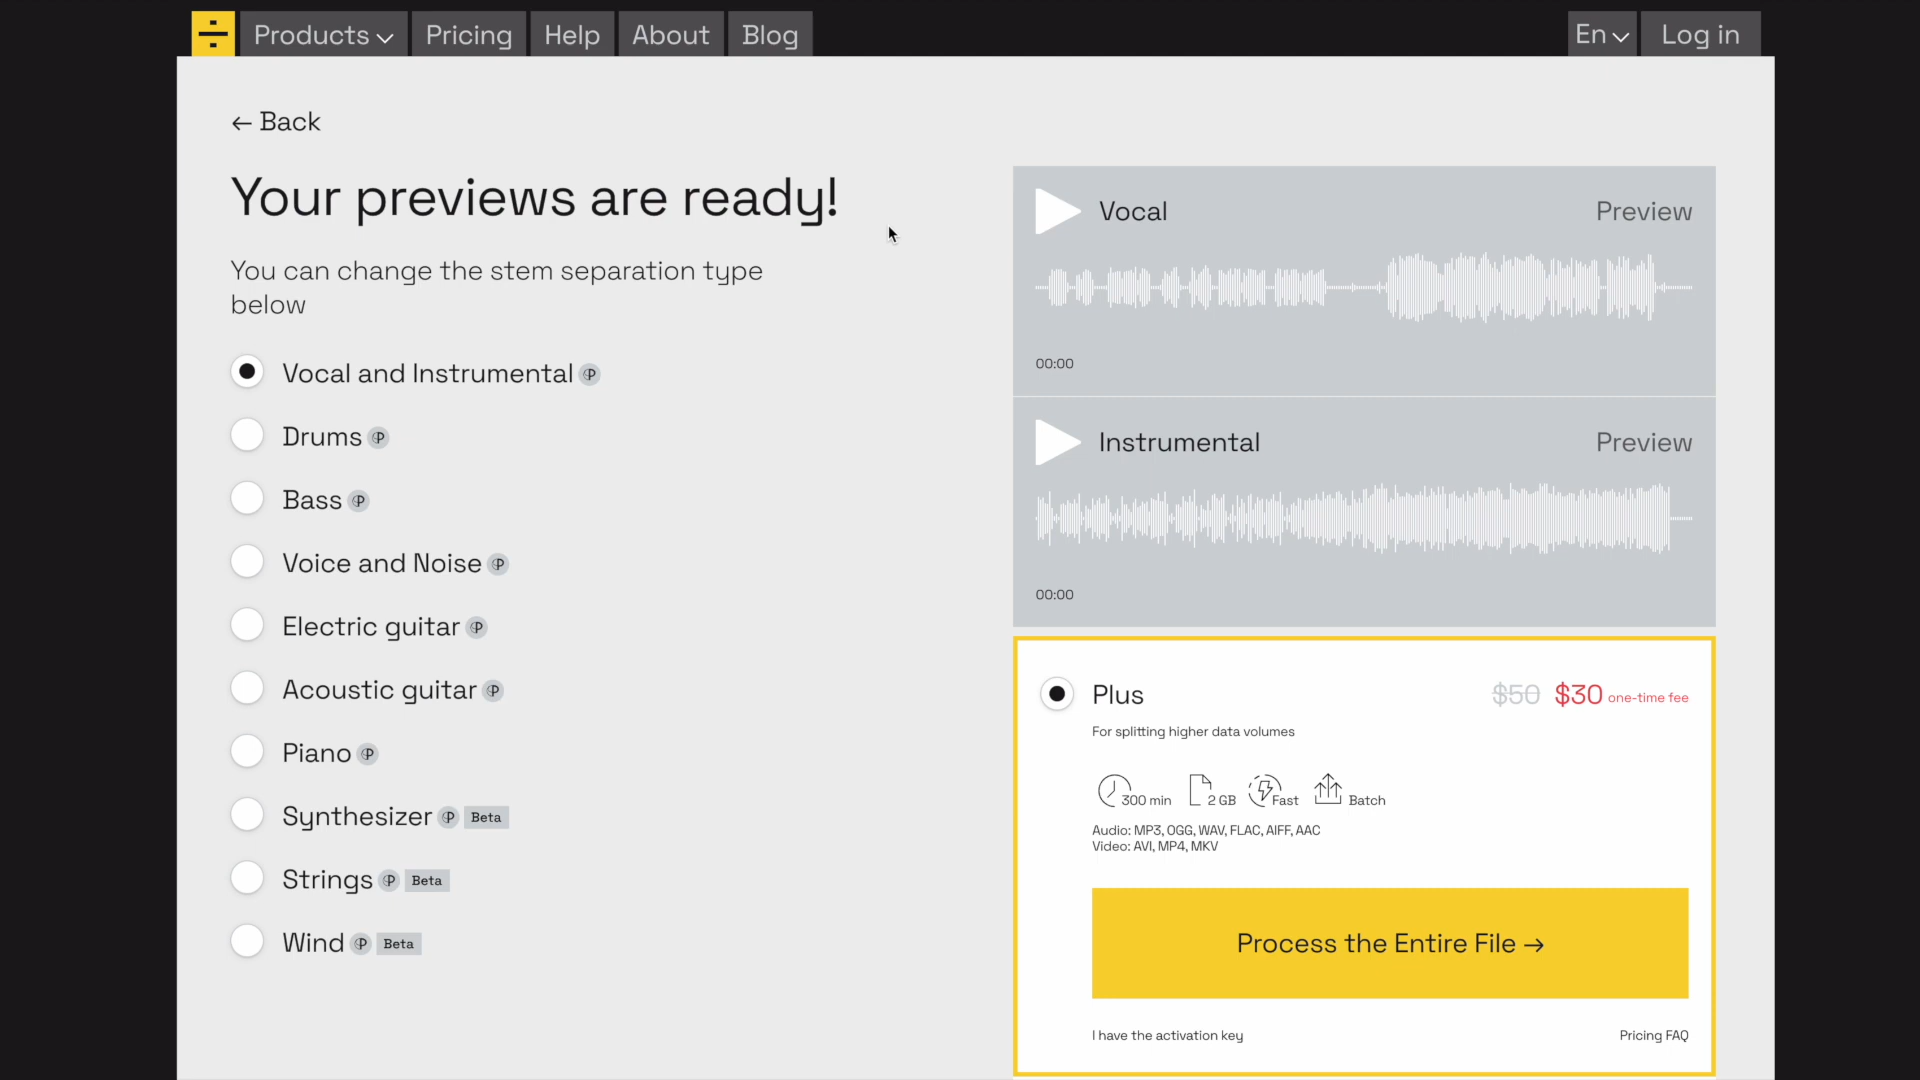 Products
Pricing
Help
About
Blog
En
Log in
← Back
Your previews are ready!
You can change the stem separation type
below
Vocal and Instrumental
Drums
Bass
Voice and Noise
Electric guitar
Acoustic guitar
Piano
Synthesizer Beta
Strings Beta
Wind Beta
Vocal Preview
00:00
Instrumental Preview
00:00
Plus $50 $30 one-time fee
For splitting higher data volumes
300 min 2 GB Fast Batch
Audio: MP3, OGG, WAV, FLAC, AIFF, AAC
Video: AVI, MP4, MKV
Process the Entire File →
I have the activation key Pricing FAQ